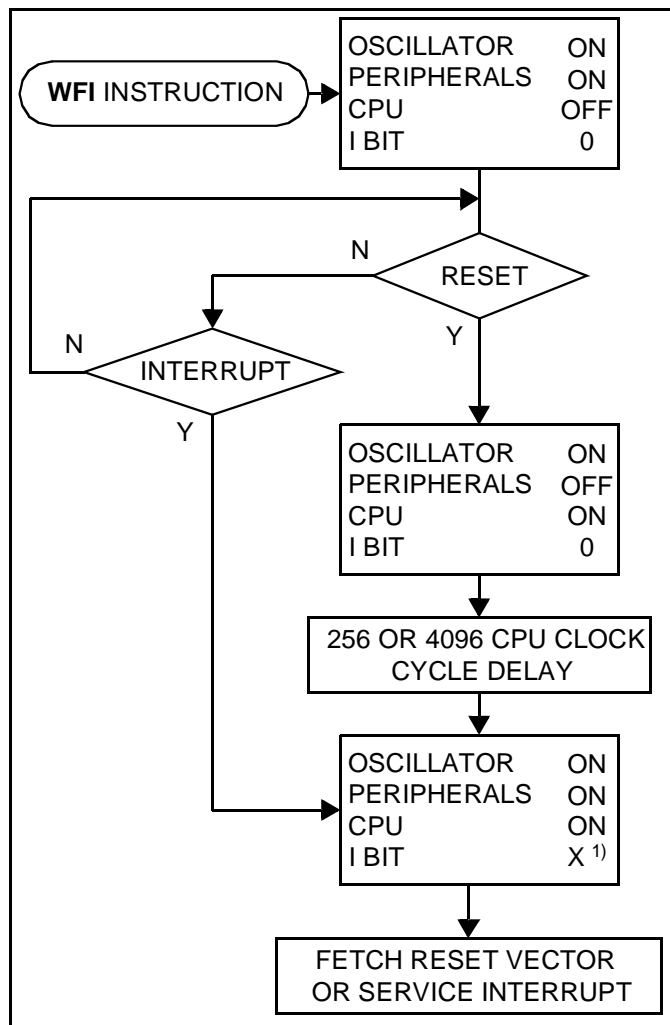 OSCILLATOR ON
PERIPHERALS ON
CPU OFF
I BIT 0
WFI INSTRUCTION
N
RESET
Y
N
INTERRUPT
Y
OSCILLATOR ON
PERIPHERALS OFF
CPU ON
I BIT 0
256 OR 4096 CPU CLOCK
CYCLE DELAY
OSCILLATOR ON
PERIPHERALS ON
CPU ON
I BIT X 1)
FETCH RESET VECTOR
OR SERVICE INTERRUPT